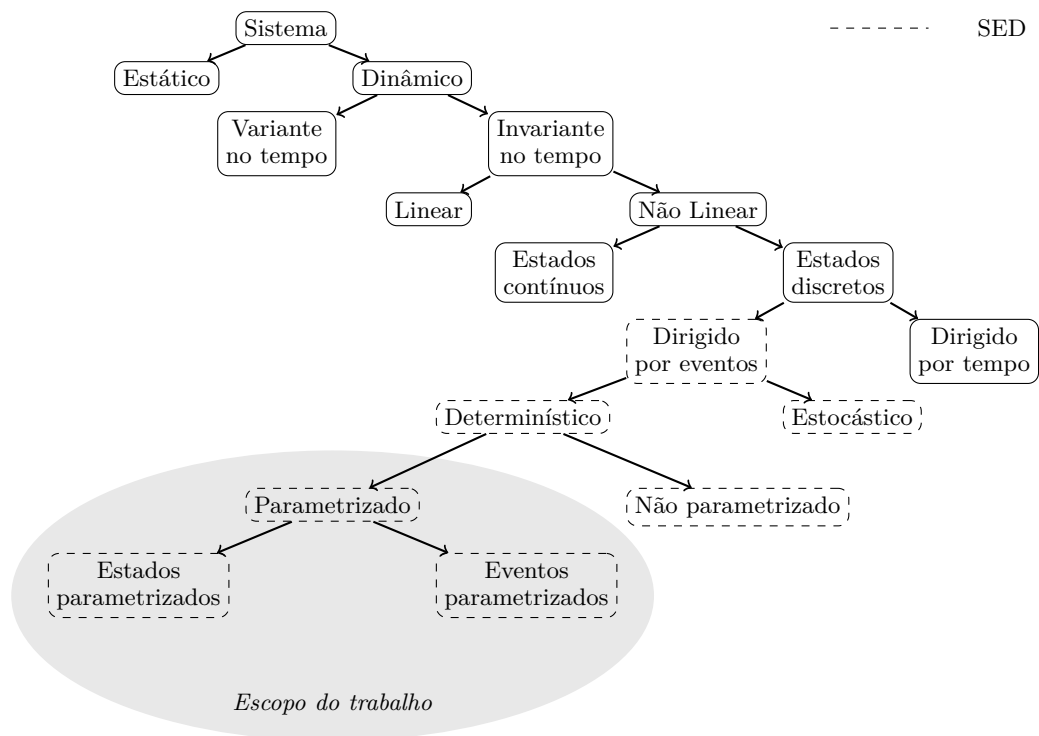 Sistema
SED
Estático
Dinâmico
Variante
no tempo
Invariante
no tempo
Linear
Não Linear
Estados
contínuos
Estados
discretos
Dirigido
por eventos
Dirigido
por tempo
Determinístico
Estocástico
Parametrizado
Não parametrizado
Estados
parametrizados
Eventos
parametrizados
Escopo do trabalho